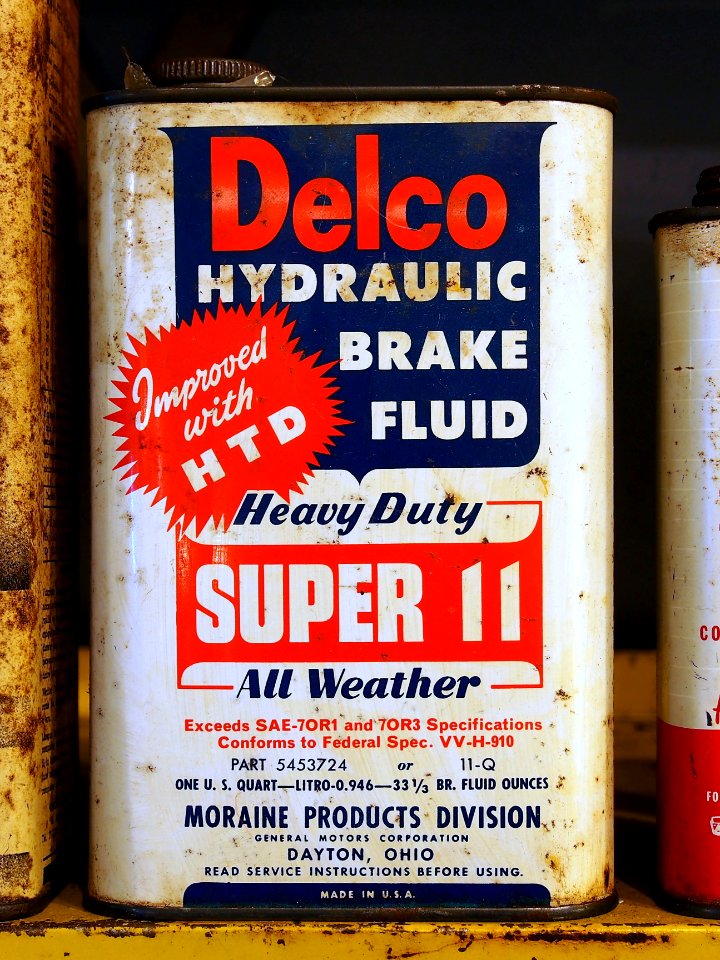 Delco
HYDRAULIC
BRAKE
FLUID
Improved
with
HTD
Heavy Duty
SUPER 11
All Weather
Exceeds SAE-70R1 and 70R3 Specifications
Conforms to Federal Spec. VV-H-910
PART 5453724 or 11-Q
ONE U. S. QUART—LITRO-0.946—33 1/3 BR. FLUID OUNCES
MORAINE PRODUCTS DIVISION
GENERAL MOTORS CORPORATION
DAYTON, OHIO
READ SERVICE INSTRUCTIONS BEFORE USING.
MADE IN U.S.A.